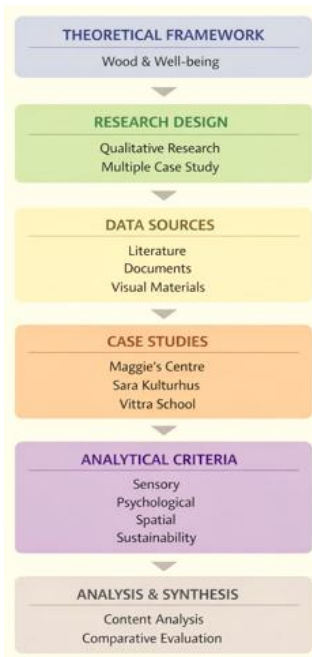 THEORETICAL FRAMEWORK
Wood & Well-being
RESEARCH DESIGN
Qualitative Research
Multiple Case Study
DATA SOURCES
Literature
Documents
Visual Materials
CASE STUDIES
Maggie's Centre
Sara Kulturhus
Vittra School
ANALYTICAL CRITERIA
Sensory
Psychological
Spatial
Sustainability
ANALYSIS & SYNTHESIS
Content Analysis
Comparative Evaluation